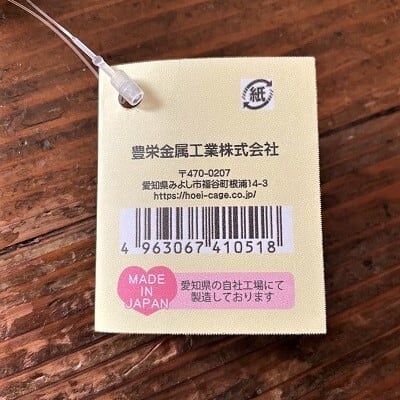 紙
豊栄金属工業株式会社
〒470-0207
愛知県みよし市福谷町根浦14-3
https://hoei-cage.co.jp/
4 963067 410518
MADE
IN
JAPAN
愛知県の自社工場にて
製造しております